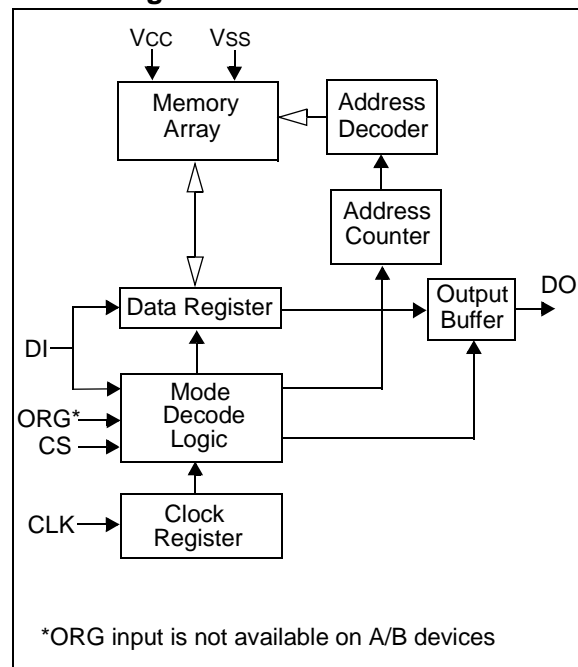 VCC VSS
Memory
Array
Address
Decoder
Address
Counter
Data Register
Output
Buffer
DO
DI
Mode
Decode
Logic
ORG*
CS
CLK
Clock
Register
*ORG input is not available on A/B devices